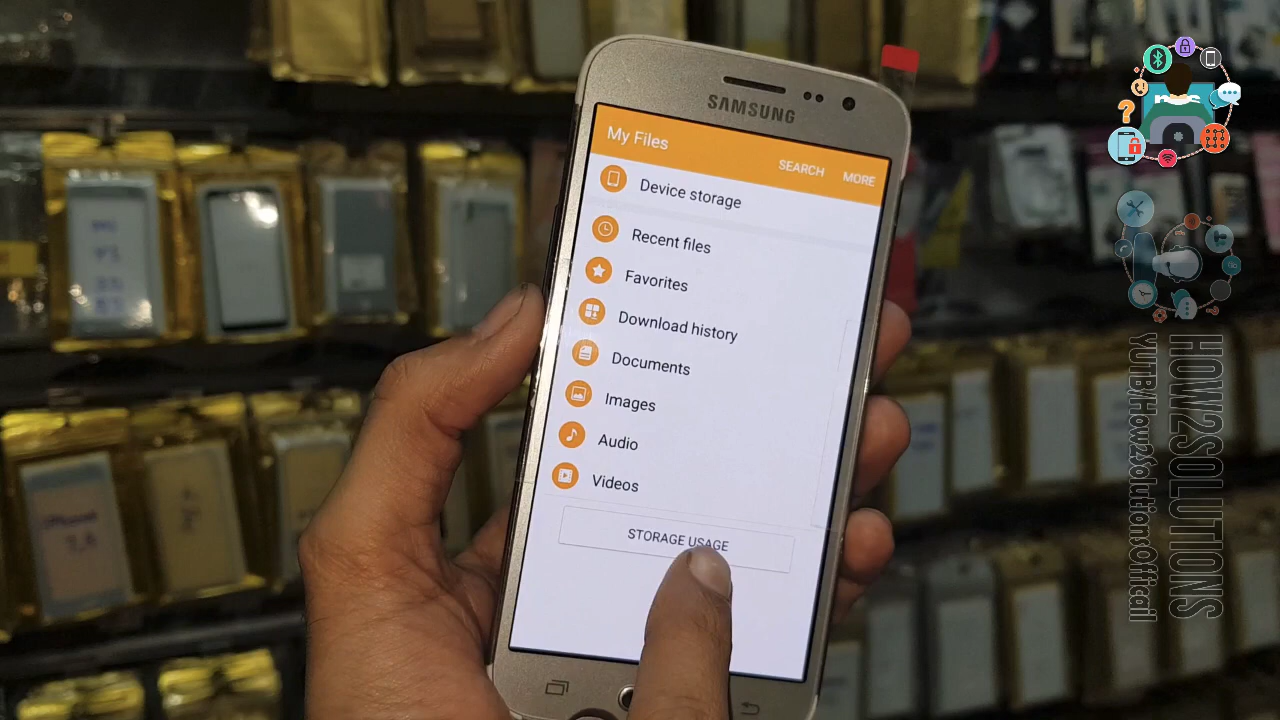 SAMSUNG
My Files
SEARCH MORE
Device storage
Recent files
Favorites
Download history
Documents
Images
Audio
Videos
STORAGE USAGE
HOW2SOLUTIONS
YUTB/How2SolutionsOffical